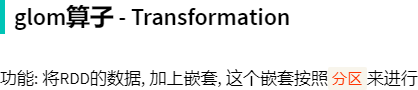 glom算子 - Transformation
功能: 将RDD的数据, 加上嵌套, 这个嵌套按照 分区 来进行